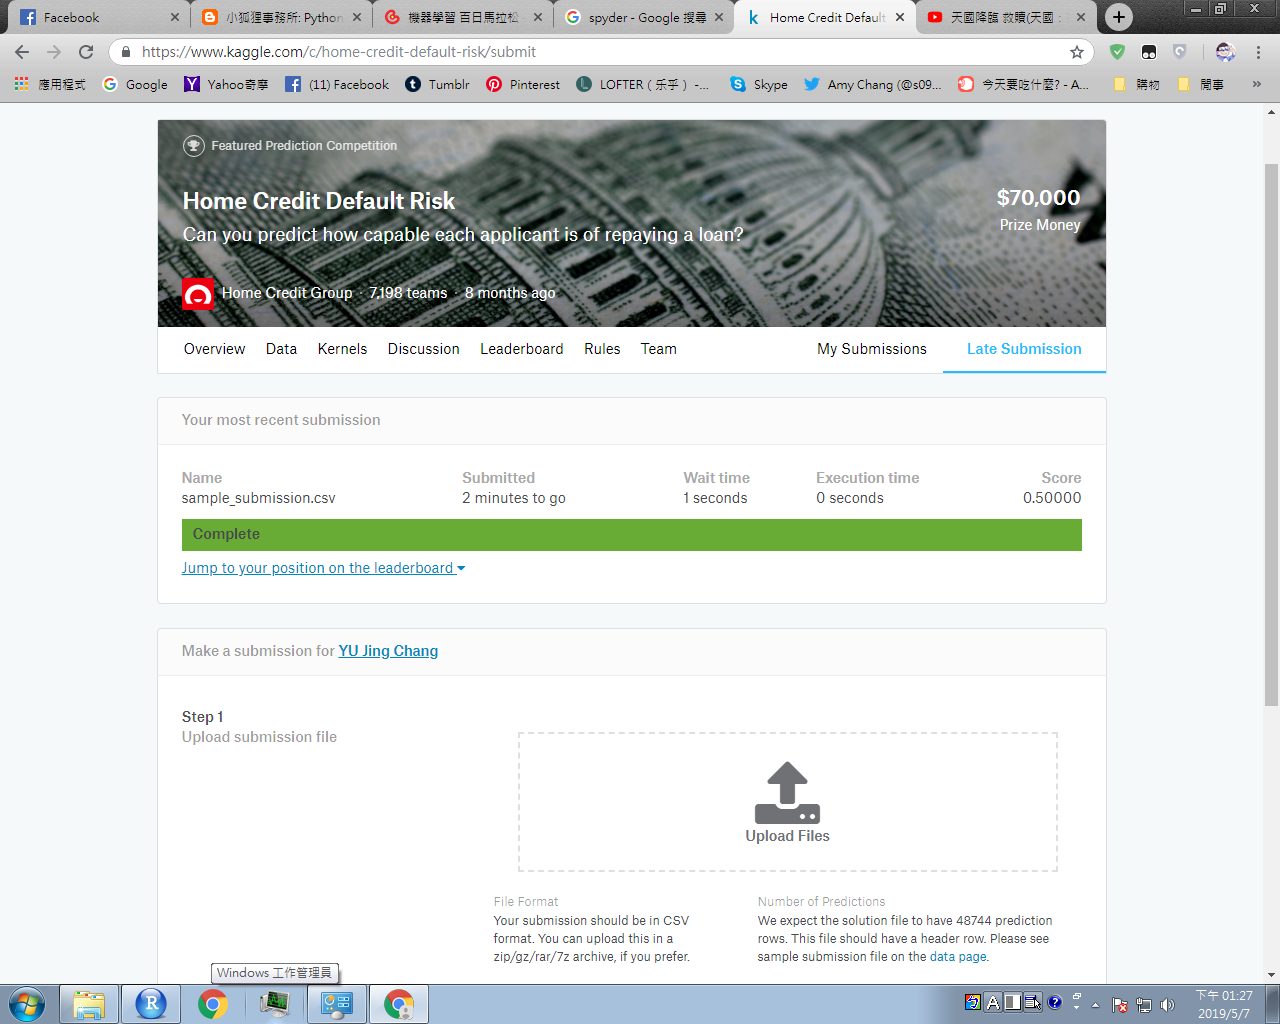 Facebook
小狐狸事務所: Python
機器學習 百日馬拉松
spyder - Google 搜尋
Home Credit Default
天國降臨 救贖(天國：
https://www.kaggle.com/c/home-credit-default-risk/submit
應用程式
Google
Yahoo奇摩
(11) Facebook
Tumblr
Pinterest
LOFTER（乐乎）-...
Skype
Amy Chang (@s09...
今天要吃什麼? - A...
購物
閒事
Featured Prediction Competition
Home Credit Default Risk
$70,000
Can you predict how capable each applicant is of repaying a loan?
Prize Money
Home Credit Group · 7,198 teams · 8 months ago
Overview Data Kernels Discussion Leaderboard Rules Team My Submissions Late Submission
Your most recent submission
Name Submitted Wait time Execution time Score
sample_submission.csv 2 minutes to go 1 seconds 0 seconds 0.50000
Complete
Jump to your position on the leaderboard
Make a submission for YU Jing Chang
Step 1
Upload submission file
Upload Files
File Format
Your submission should be in CSV
format. You can upload this in a
zip/gz/rar/7z archive, if you prefer.
Number of Predictions
We expect the solution file to have 48744 prediction
rows. This file should have a header row. Please see
sample submission file on the data page.
Windows 工作管理員
下午 01:27
2019/5/7